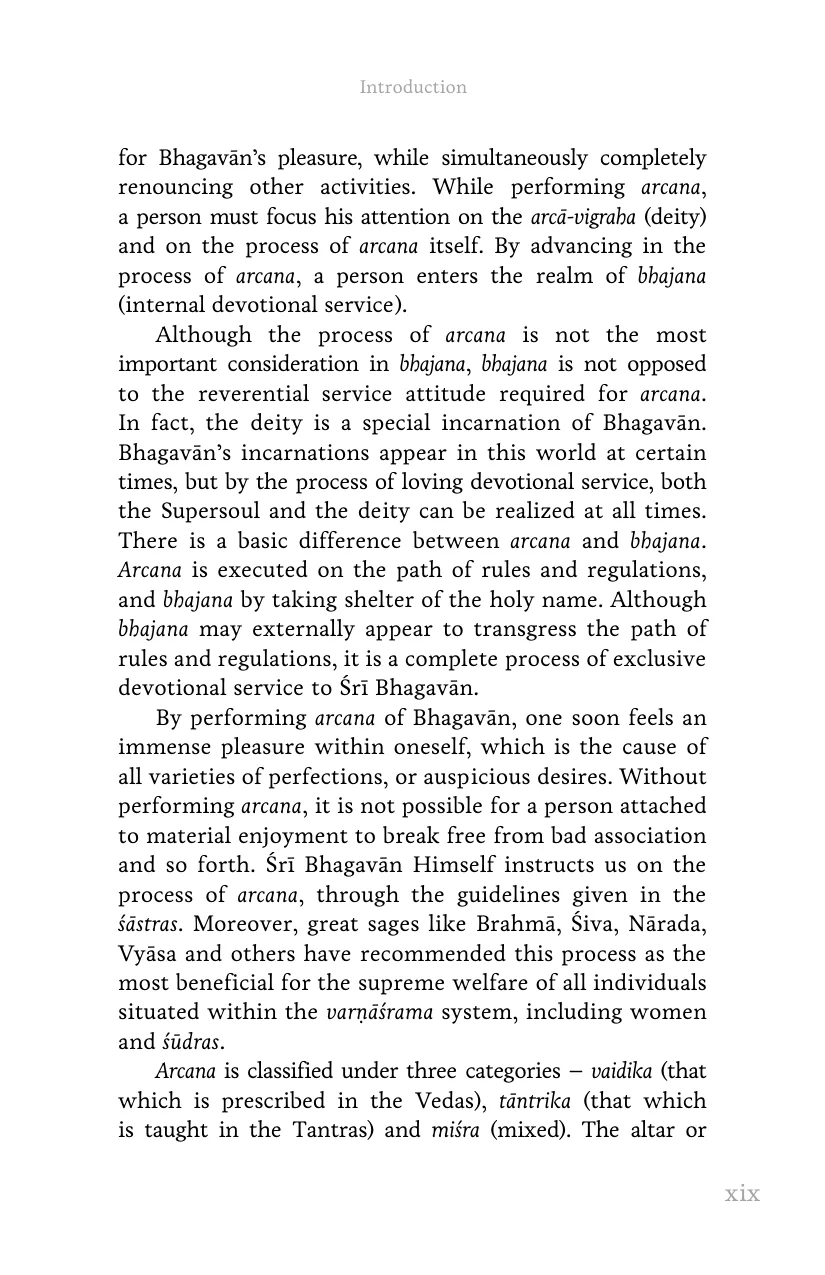 Introduction
for Bhagavān’s pleasure, while simultaneously completely
renouncing other activities. While performing arcana,
a person must focus his attention on the arcā-vigraha (deity)
and on the process of arcana itself. By advancing in the
process of arcana, a person enters the realm of bhajana
(internal devotional service).
Although the process of arcana is not the most
important consideration in bhajana, bhajana is not opposed
to the reverential service attitude required for arcana.
In fact, the deity is a special incarnation of Bhagavān.
Bhagavān’s incarnations appear in this world at certain
times, but by the process of loving devotional service, both
the Supersoul and the deity can be realized at all times.
There is a basic difference between arcana and bhajana.
Arcana is executed on the path of rules and regulations,
and bhajana by taking shelter of the holy name. Although
bhajana may externally appear to transgress the path of
rules and regulations, it is a complete process of exclusive
devotional service to Śrī Bhagavān.
By performing arcana of Bhagavān, one soon feels an
immense pleasure within oneself, which is the cause of
all varieties of perfections, or auspicious desires. Without
performing arcana, it is not possible for a person attached
to material enjoyment to break free from bad association
and so forth. Śrī Bhagavān Himself instructs us on the
process of arcana, through the guidelines given in the
śāstras. Moreover, great sages like Brahmā, Śiva, Nārada,
Vyāsa and others have recommended this process as the
most beneficial for the supreme welfare of all individuals
situated within the varṇāśrama system, including women
and śūdras.
Arcana is classified under three categories – vaidika (that
which is prescribed in the Vedas), tāntrika (that which
is taught in the Tantras) and miśra (mixed). The altar or
xix